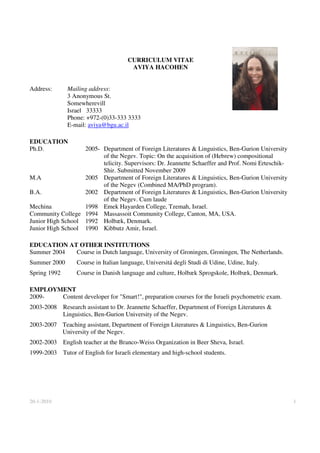 CURRICULUM VITAE
AVIYA HACOHEN
Address: Mailing address:
3 Anonymous St.
Somewherevill
Israel 33333
Phone: +972-(0)33-333 3333
E-mail: aviya@bgu.ac.il
EDUCATION
Ph.D. 2005- Department of Foreign Literatures & Linguistics, Ben-Gurion University
of the Negev. Topic: On the acquisition of (Hebrew) compositional
telicity. Supervisors: Dr. Jeannette Schaeffer and Prof. Nomi Erteschik-
Shir. Submitted November 2009
M.A 2005 Department of Foreign Literatures & Linguistics, Ben-Gurion University
of the Negev (Combined MA/PhD program).
B.A. 2002 Department of Foreign Literatures & Linguistics, Ben-Gurion University
of the Negev. Cum laude
Mechina 1998 Emek Hayarden College, Tzemah, Israel.
Community College 1994 Massasoit Community College, Canton, MA, USA.
Junior High School 1992 Holbæk, Denmark.
Junior High School 1990 Kibbutz Amir, Israel.
EDUCATION AT OTHER INSTITUTIONS
Summer 2004 Course in Dutch language, University of Groningen, Groningen, The Netherlands.
Summer 2000 Course in Italian language, Università degli Studi di Udine, Udine, Italy.
Spring 1992 Course in Danish language and culture, Holbæk Sprogskole, Holbæk, Denmark.
EMPLOYMENT
2009- Content developer for "Smart!", preparation courses for the Israeli psychometric exam.
2003-2008 Research assistant to Dr. Jeannette Schaeffer, Department of Foreign Literatures &
Linguistics, Ben-Gurion University of the Negev.
2003-2007 Teaching assistant, Department of Foreign Literatures & Linguistics, Ben-Gurion
University of the Negev.
2002-2003 English teacher at the Branco-Weiss Organization in Beer Sheva, Israel.
1999-2003 Tutor of English for Israeli elementary and high-school students.
20-1-2010 1